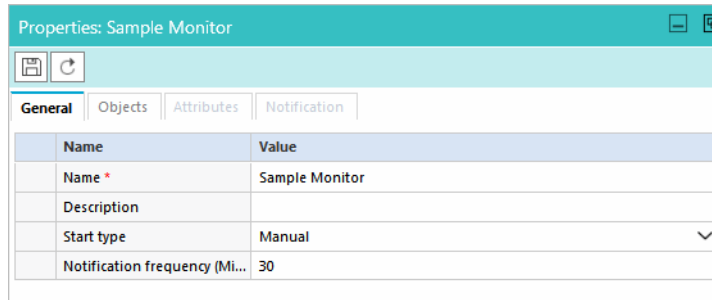 Properties: Sample Monitor
General Objects Attributes Notification
Name Value
Name * Sample Monitor
Description
Start type Manual
Notification frequency (Mi... 30